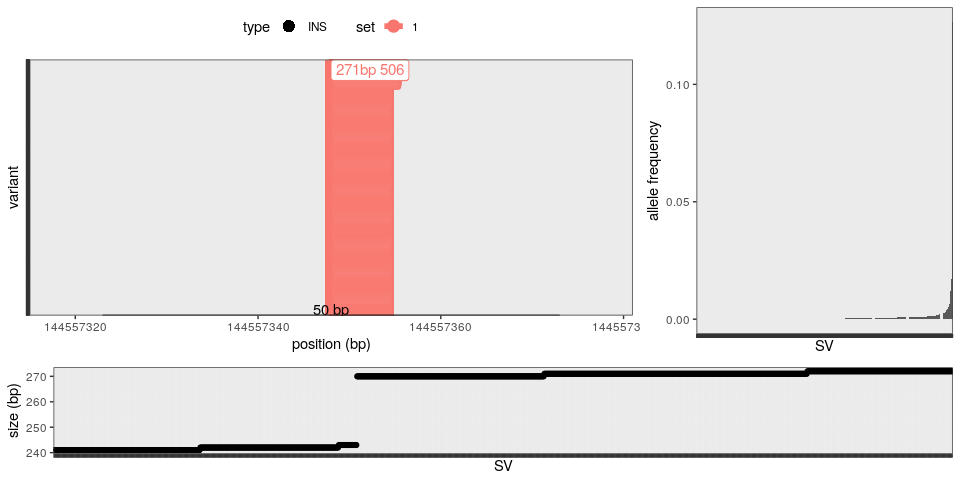 type INS set 1
271bp 506
variant
50 bp
144557320 144557340 144557360 1445573
position (bp)
allele frequency
0.10
0.05
0.00
SV
size (bp)
270
260
250
240
SV